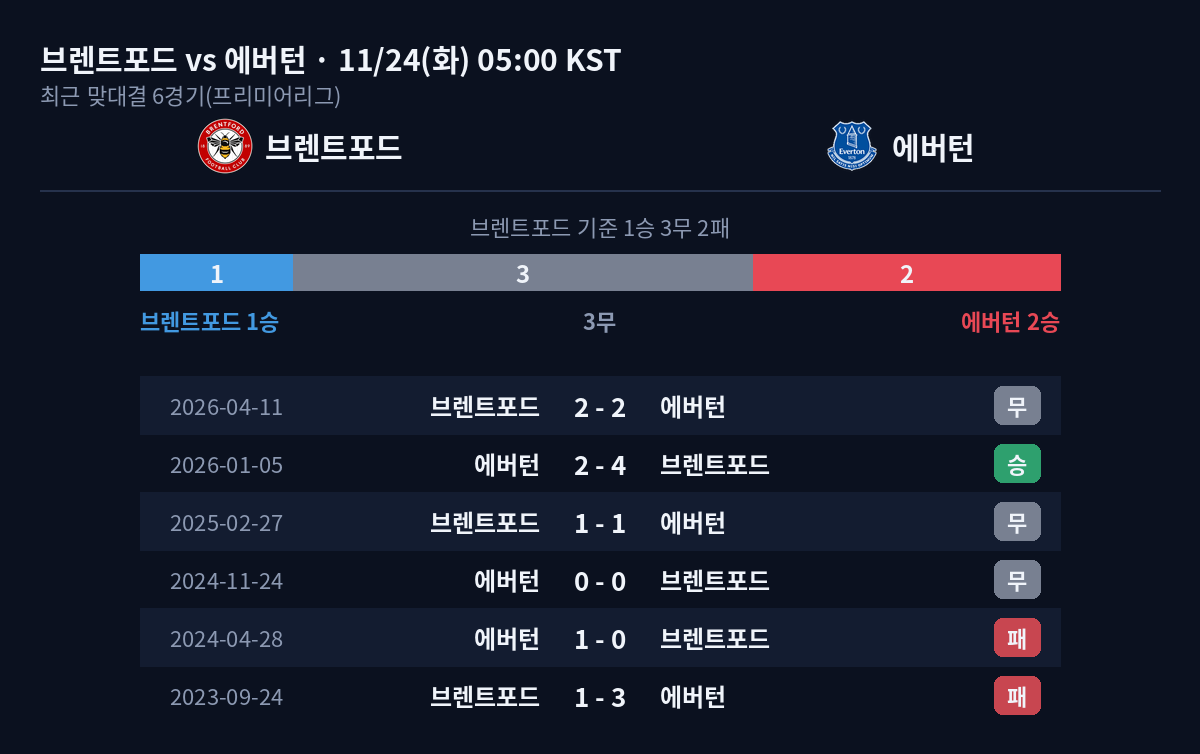 브렌트포드 vs 에버턴 · 11/24(화) 05:00 KST
최근 맞대결 6경기(프리미어리그)
BRENTFORD FOOTBALL CLUB 브렌트포드
Everton 에버턴
브렌트포드 기준 1승 3무 2패
1 3 2
브렌트포드 1승 3무 에버턴 2승
2026-04-11 브렌트포드 2 - 2 에버턴 무
2026-01-05 에버턴 2 - 4 브렌트포드 승
2025-02-27 브렌트포드 1 - 1 에버턴 무
2024-11-24 에버턴 0 - 0 브렌트포드 무
2024-04-28 에버턴 1 - 0 브렌트포드 패
2023-09-24 브렌트포드 1 - 3 에버턴 패